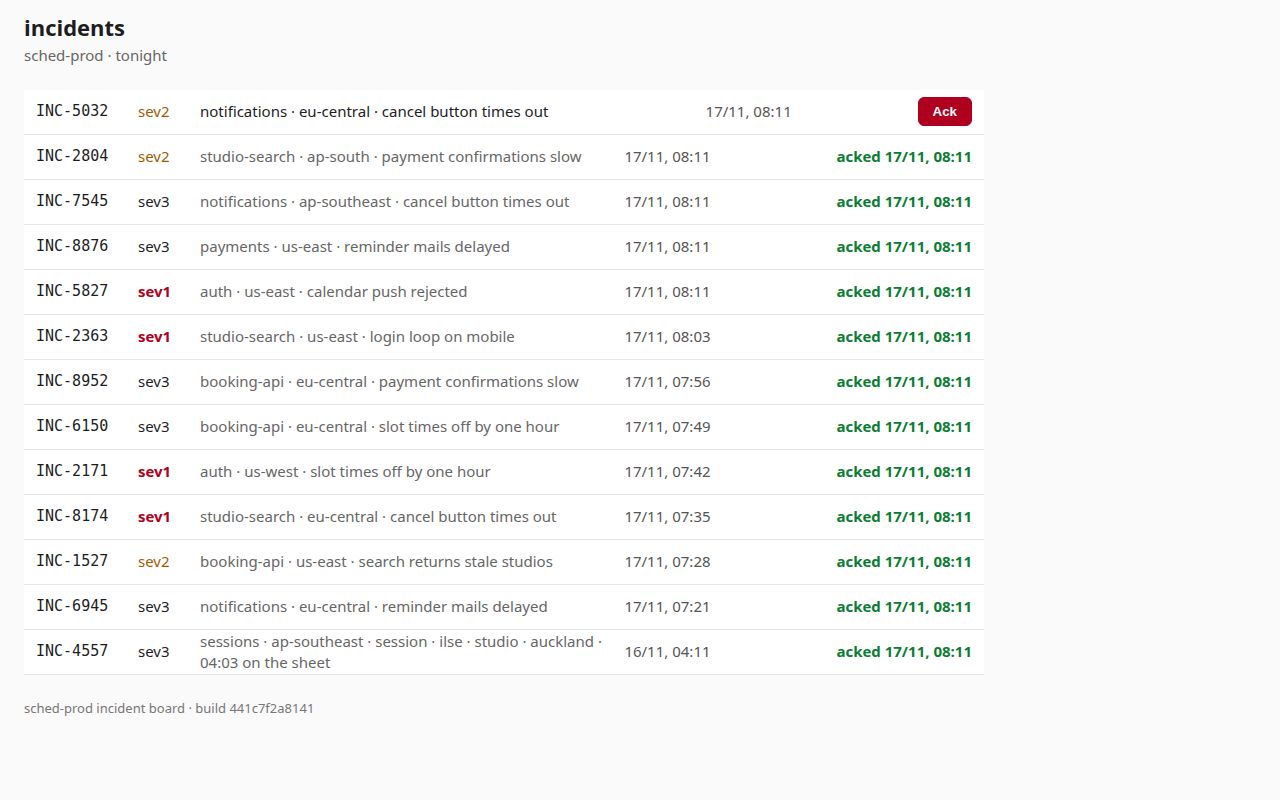 incidents
sched-prod · tonight
INC-5032 sev2 notifications · eu-central · cancel button times out 17/11, 08:11 Ack
INC-2804 sev2 studio-search · ap-south · payment confirmations slow 17/11, 08:11 acked 17/11, 08:11
INC-7545 sev3 notifications · ap-southeast · cancel button times out 17/11, 08:11 acked 17/11, 08:11
INC-8876 sev3 payments · us-east · reminder mails delayed 17/11, 08:11 acked 17/11, 08:11
INC-5827 sev1 auth · us-east · calendar push rejected 17/11, 08:11 acked 17/11, 08:11
INC-2363 sev1 studio-search · us-east · login loop on mobile 17/11, 08:03 acked 17/11, 08:11
INC-8952 sev3 booking-api · eu-central · payment confirmations slow 17/11, 07:56 acked 17/11, 08:11
INC-6150 sev3 booking-api · eu-central · slot times off by one hour 17/11, 07:49 acked 17/11, 08:11
INC-2171 sev1 auth · us-west · slot times off by one hour 17/11, 07:42 acked 17/11, 08:11
INC-8174 sev1 studio-search · eu-central · cancel button times out 17/11, 07:35 acked 17/11, 08:11
INC-1527 sev2 booking-api · us-east · search returns stale studios 17/11, 07:28 acked 17/11, 08:11
INC-6945 sev3 notifications · eu-central · reminder mails delayed 17/11, 07:21 acked 17/11, 08:11
INC-4557 sev3 sessions · ap-southeast · session · ilse · studio · auckland · 16/11, 04:11 acked 17/11, 08:11
04:03 on the sheet
sched-prod incident board · build 441c7f2a8141